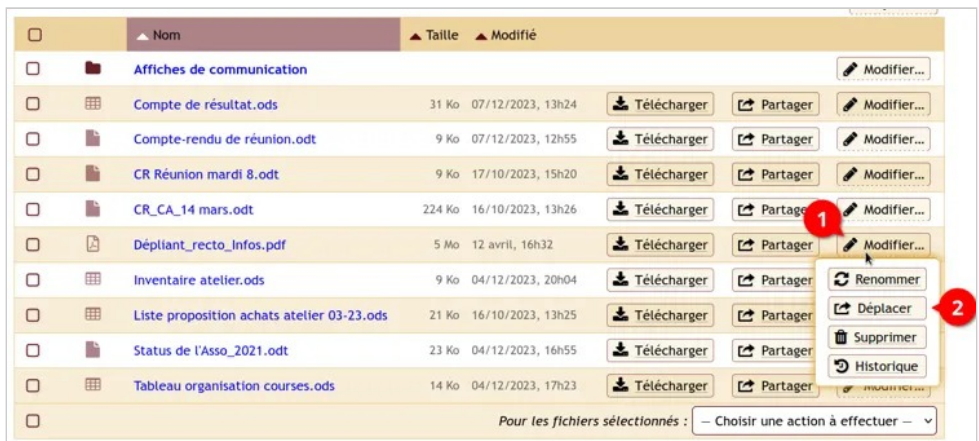 Nom Taille Modifié
Affiches de communication Modifier...
Compte de résultat.ods 31 Ko 07/12/2023, 13h24 Télécharger Partager Modifier...
Compte-rendu de réunion.odt 9 Ko 07/12/2023, 12h55 Télécharger Partager Modifier...
CR Réunion mardi 8.odt 9 Ko 17/10/2023, 15h20 Télécharger Partager Modifier...
CR_CA_14 mars.odt 224 Ko 16/10/2023, 13h26 Télécharger Partage Modifier...
1
Dépliant_recto_Infos.pdf 5 Mo 12 avril, 16h32 Télécharger Partager Modifier...
Inventaire atelier.ods 9 Ko 04/12/2023, 20h04 Télécharger Partager Renommer
Liste proposition achats atelier 03-23.ods 21 Ko 16/10/2023, 13h25 Télécharger Partager Déplacer 2
Supprimer
Status de l'Asso_2021.odt 23 Ko 04/12/2023, 16h55 Télécharger Partager
Historique
Tableau organisation courses.ods 14 Ko 04/12/2023, 17h23 Télécharger Partager Modifier...
Pour les fichiers sélectionnés : — Choisir une action à effectuer —